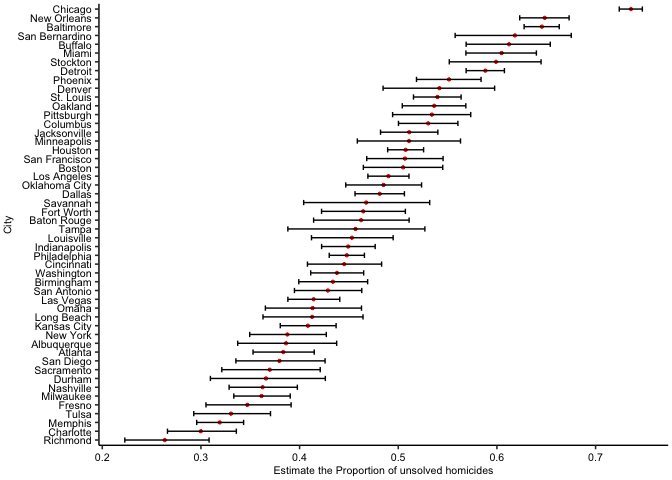 Chicago
New Orleans
Baltimore
San Bernardino
Buffalo
Miami
Stockton
Detroit
Phoenix
Denver
St. Louis
Oakland
Pittsburgh
Columbus
Jacksonville
Minneapolis
Houston
San Francisco
Boston
Los Angeles
Oklahoma City
Dallas
Savannah
Fort Worth
Baton Rouge
Tampa
Louisville
Indianapolis
Philadelphia
Cincinnati
Washington
Birmingham
San Antonio
Las Vegas
Omaha
Long Beach
Kansas City
New York
Albuquerque
Atlanta
San Diego
Sacramento
Durham
Nashville
Milwaukee
Fresno
Tulsa
Memphis
Charlotte
Richmond
City
0.2 0.3 0.4 0.5 0.6 0.7
Estimate the Proportion of unsolved homicides